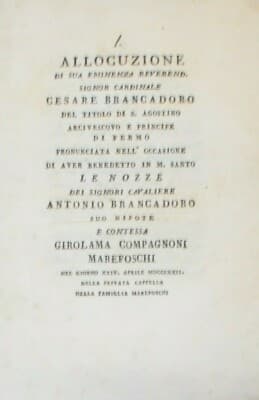 1.
ALLOCUZIONE
DI SUA EMINENZA REVEREND.
SIGNOR CARDINALE
CESARE BRANCADORO
DEL TITOLO DI S. AGOSTINO
ARCIVESCOVO E PRINCIPE
DI FERMO
PRONUNCIATA NELL' OCCASIONE
DI AVER BENEDETTO IN M. SANTO
LE NOZZE
DEI SIGNORI CAVALIERE
ANTONIO BRANCADORO
SUO NIPOTE
E CONTESSA
GIROLAMA COMPAGNONI
MAREFOSCHI
NEL GIORNO XXIV. APRILE MDCCCXXII.
NELLA PRIVATA CAPPELLA
DELLA FAMIGLIA MAREFOSCHI